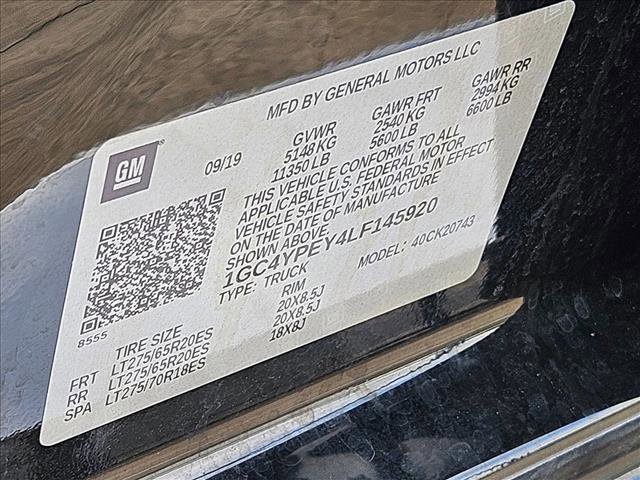 MFD BY GENERAL MOTORS LLC
GM ®
09/19
GVWR
5148 KG
11350 LB
GAWR FRT
2540 KG
5600 LB
GAWR RR
2994 KG
6600 LB
THIS VEHICLE CONFORMS TO ALL
APPLICABLE U.S. FEDERAL MOTOR
VEHICLE SAFETY STANDARDS IN EFFECT
ON THE DATE OF MANUFACTURE
SHOWN ABOVE.
1GC4YPEY4LF145920
TYPE: TRUCK
MODEL: 40CK20743
8555
TIRE SIZE RIM
FRT LT275/65R20ES 20X8.5J
RR LT275/65R20ES 20X8.5J
SPA LT275/70R18ES 18X8J